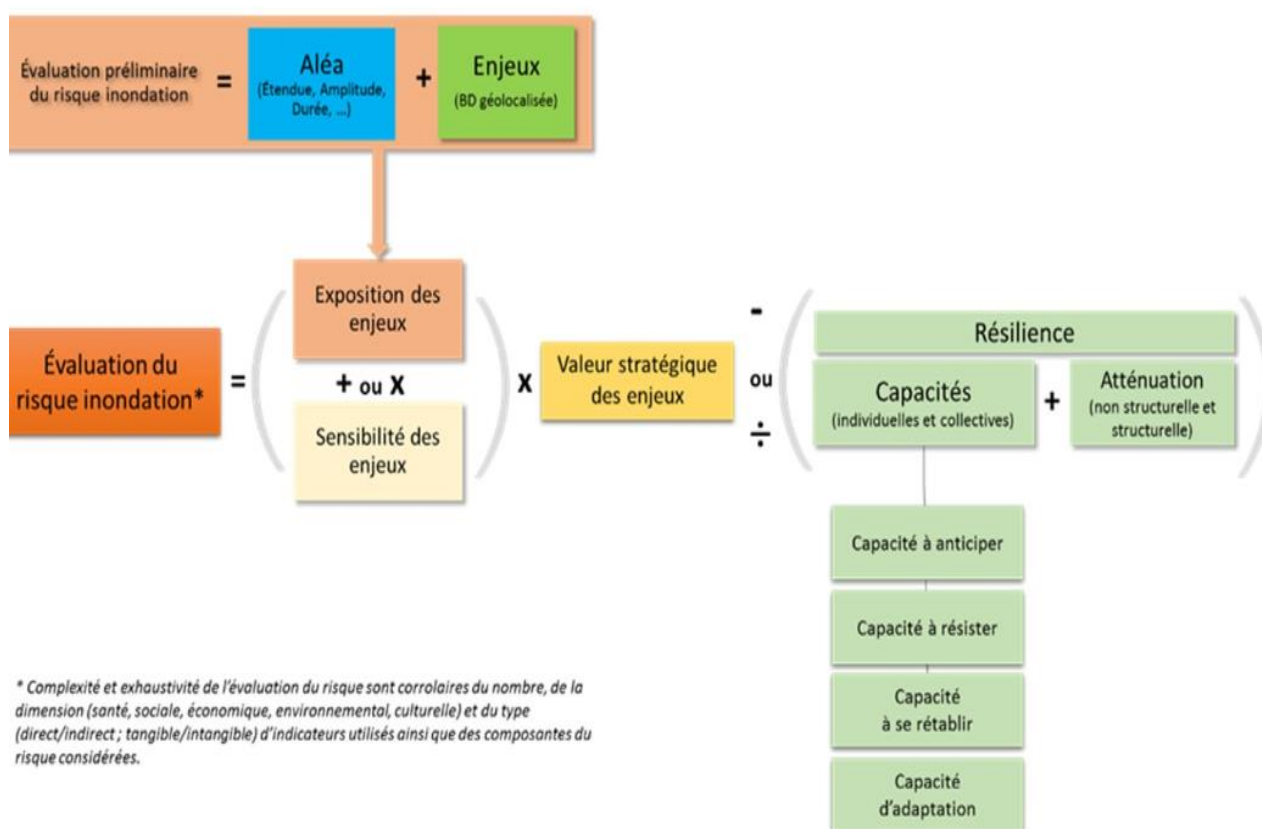 Évaluation préliminaire
du risque inondation
=
Aléa
(Étendue, Amplitude,
Durée, ...)
+
Enjeux
(BD géolocalisée)
Évaluation du
risque inondation*
=
(
Exposition des
enjeux
+ ou x
Sensibilité des
enjeux
)
x
Valeur stratégique
des enjeux
-
ou
÷
(
Résilience
Capacités
(individuelles et collectives)
+
Atténuation
(non structurelle et
structurelle)
)
Capacité à anticiper
Capacité à résister
Capacité
à se rétablir
Capacité
d'adaptation
* Complexité et exhaustivité de l'évaluation du risque sont corrolaires du nombre, de la
dimension (santé, sociale, économique, environnemental, culturelle) et du type
(direct/indirect ; tangible/intangible) d'indicateurs utilisés ainsi que des composantes du
risque considérées.